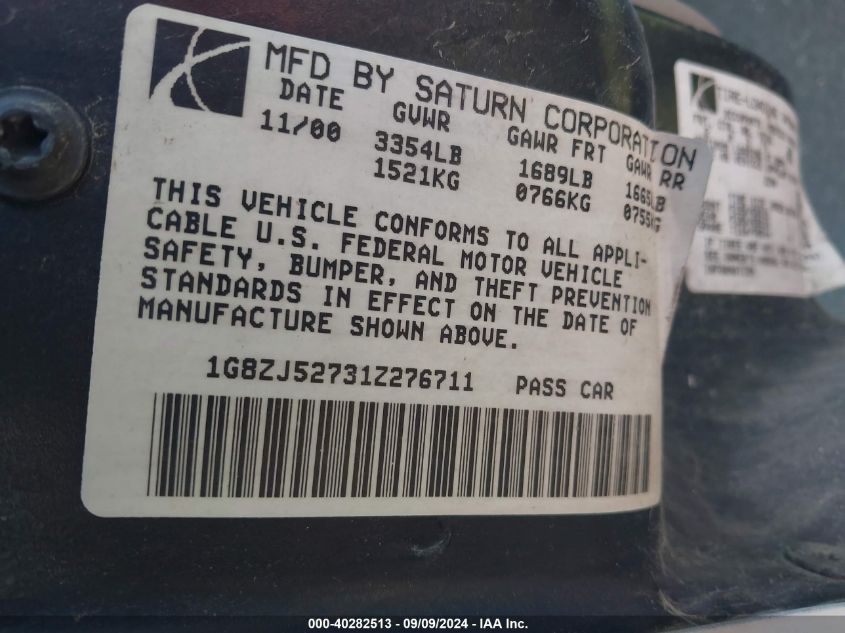 MFD BY SATURN CORPORATION
DATE GVWR GAWR FRT GAWR RR
11/00 3354LB 1689LB 1665LB
1521KG 0766KG 0755KG
THIS VEHICLE CONFORMS TO ALL APPLI-
CABLE U.S. FEDERAL MOTOR VEHICLE
SAFETY, BUMPER, AND THEFT PREVENTION
STANDARDS IN EFFECT ON THE DATE OF
MANUFACTURE SHOWN ABOVE.
1G8ZJ52731Z276711 PASS CAR
000-40282513 - 09/09/2024 - IAA Inc.